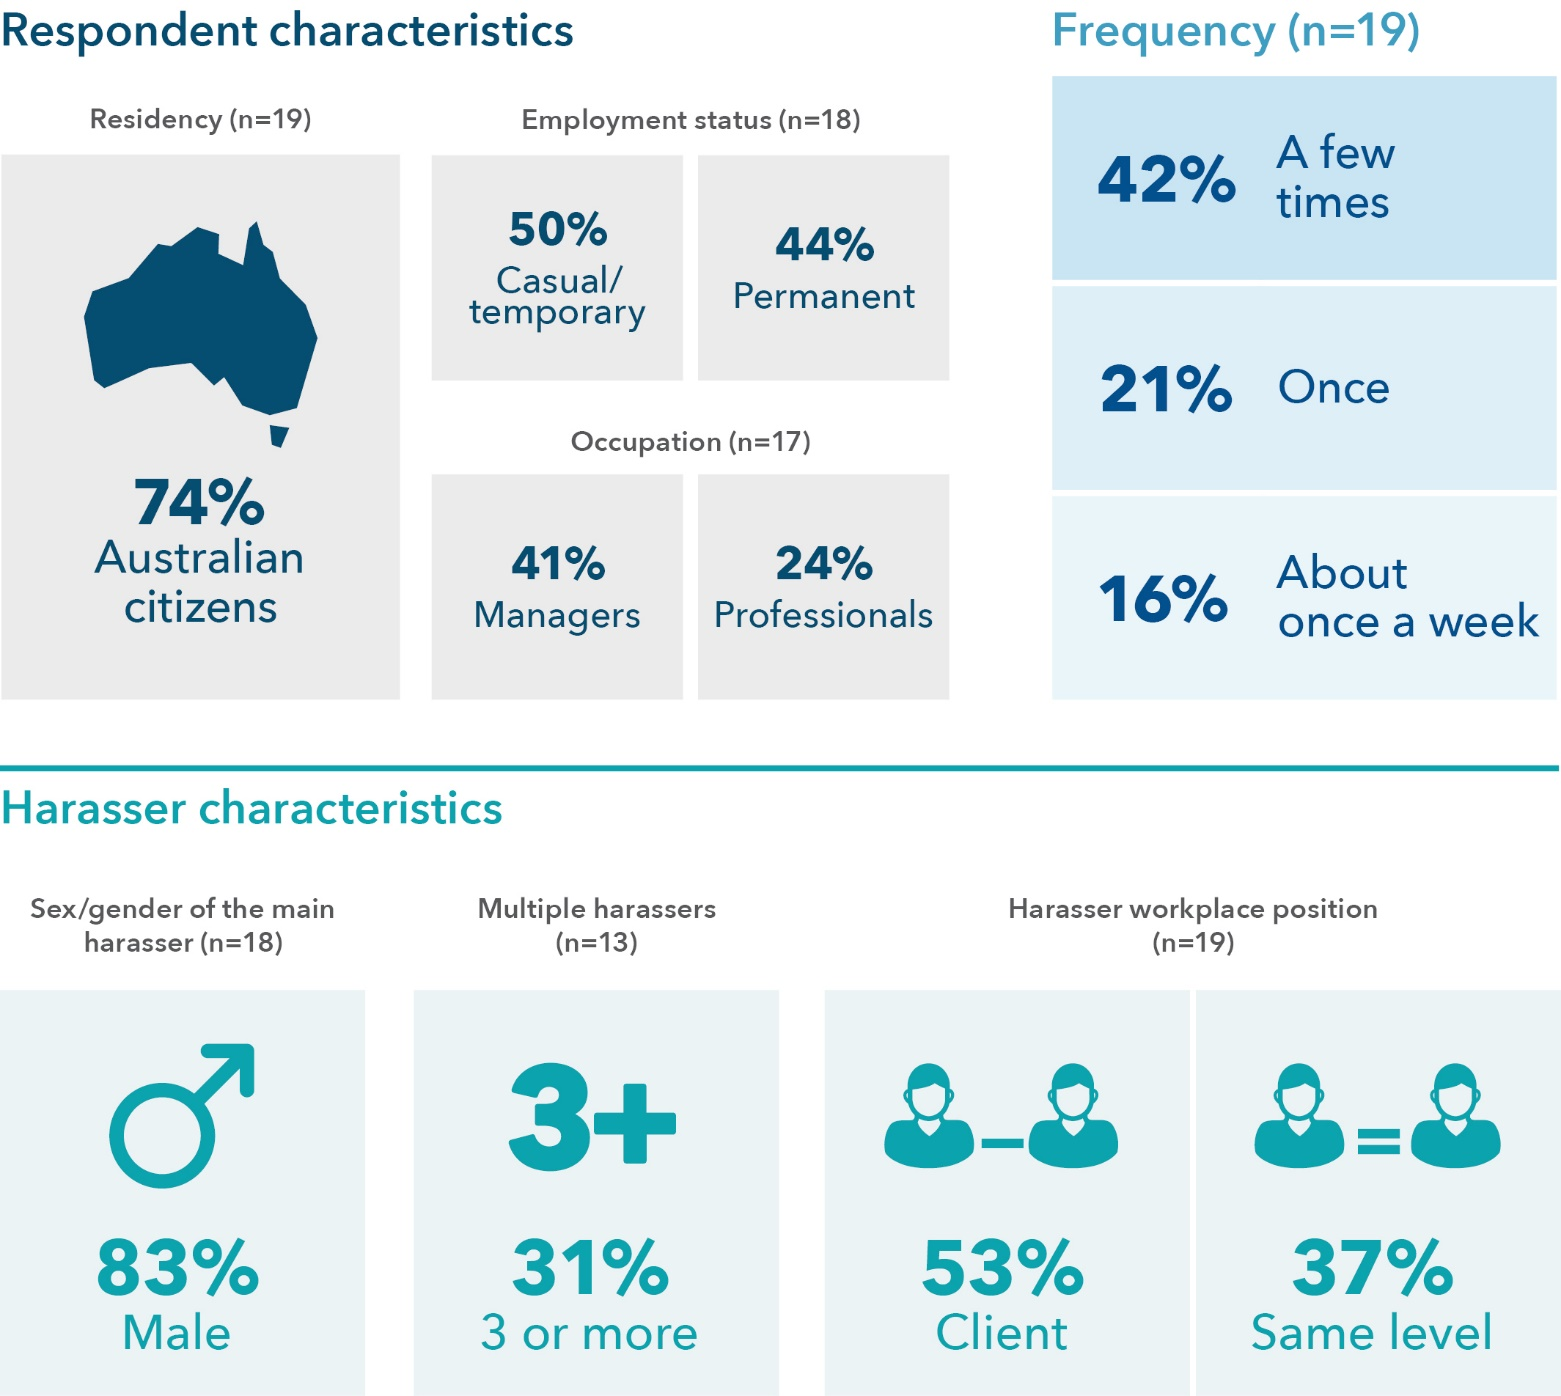 Respondent characteristics
Residency (n=19)
74%
Australian
citizens
Employment status (n=18)
50%
Casual/
temporary
44%
Permanent
Occupation (n=17)
41%
Managers
24%
Professionals
Frequency (n=19)
42%
A few
times
21%
Once
16%
About
once a week
Harasser characteristics
Sex/gender of the main
harasser (n=18)
83%
Male
Multiple harassers
(n=13)
3+
31%
3 or more
Harasser workplace position
(n=19)
53%
Client
=
37%
Same level